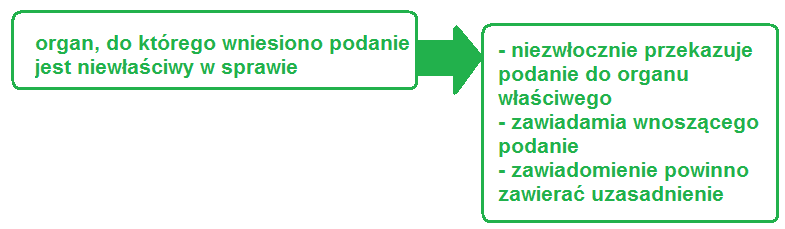 organ, do którego wniesiono podanie
jest niewłaściwy w sprawie
- niezwłocznie przekazuje
podanie do organu
właściwego
- zawiadamia wnoszącego
podanie
- zawiadomienie powinno
zawierać uzasadnienie